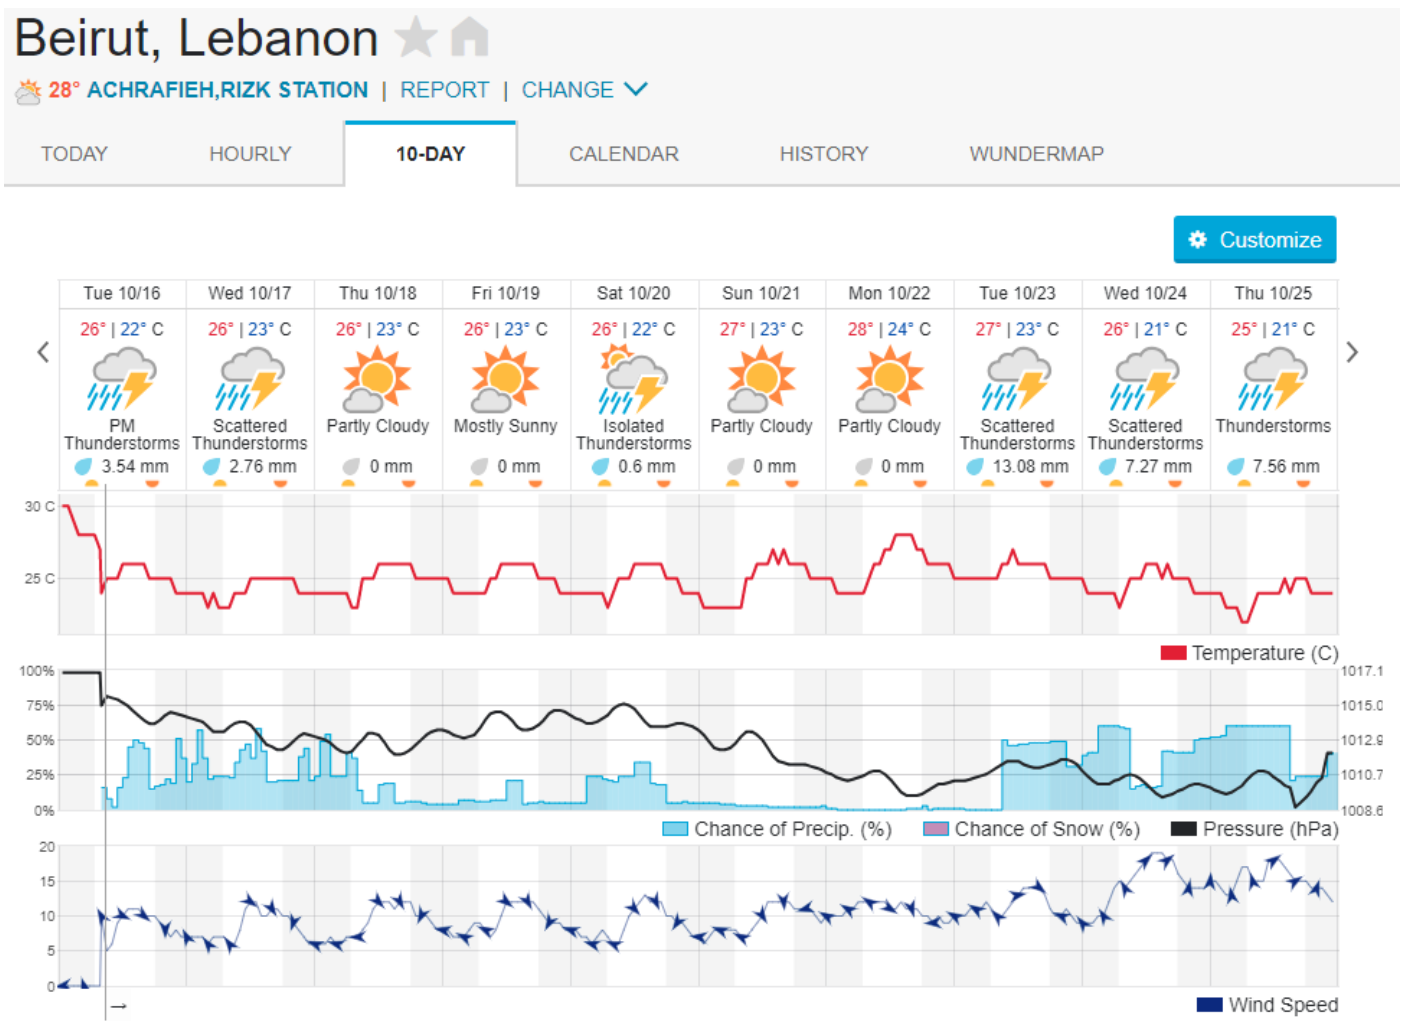 Beirut, Lebanon
28° ACHRAFIEH,RIZK STATION | REPORT | CHANGE
TODAY HOURLY 10-DAY CALENDAR HISTORY WUNDERMAP
Customize
Tue 10/16 Wed 10/17 Thu 10/18 Fri 10/19 Sat 10/20 Sun 10/21 Mon 10/22 Tue 10/23 Wed 10/24 Thu 10/25
26° | 22° C 26° | 23° C 26° | 23° C 26° | 23° C 26° | 22° C 27° | 23° C 28° | 24° C 27° | 23° C 26° | 21° C 25° | 21° C
PM Scattered Partly Cloudy Mostly Sunny Isolated Partly Cloudy Partly Cloudy Scattered Scattered Thunderstorms
Thunderstorms Thunderstorms Thunderstorms Thunderstorms Thunderstorms
3.54 mm 2.76 mm 0 mm 0 mm 0.6 mm 0 mm 0 mm 13.08 mm 7.27 mm 7.56 mm
30 C
25 C
Temperature (C)
100% 1017.1
75% 1015.0
50% 1012.9
25% 1010.7
0% 1008.6
Chance of Precip. (%) Chance of Snow (%) Pressure (hPa)
20
15
10
5
0
Wind Speed